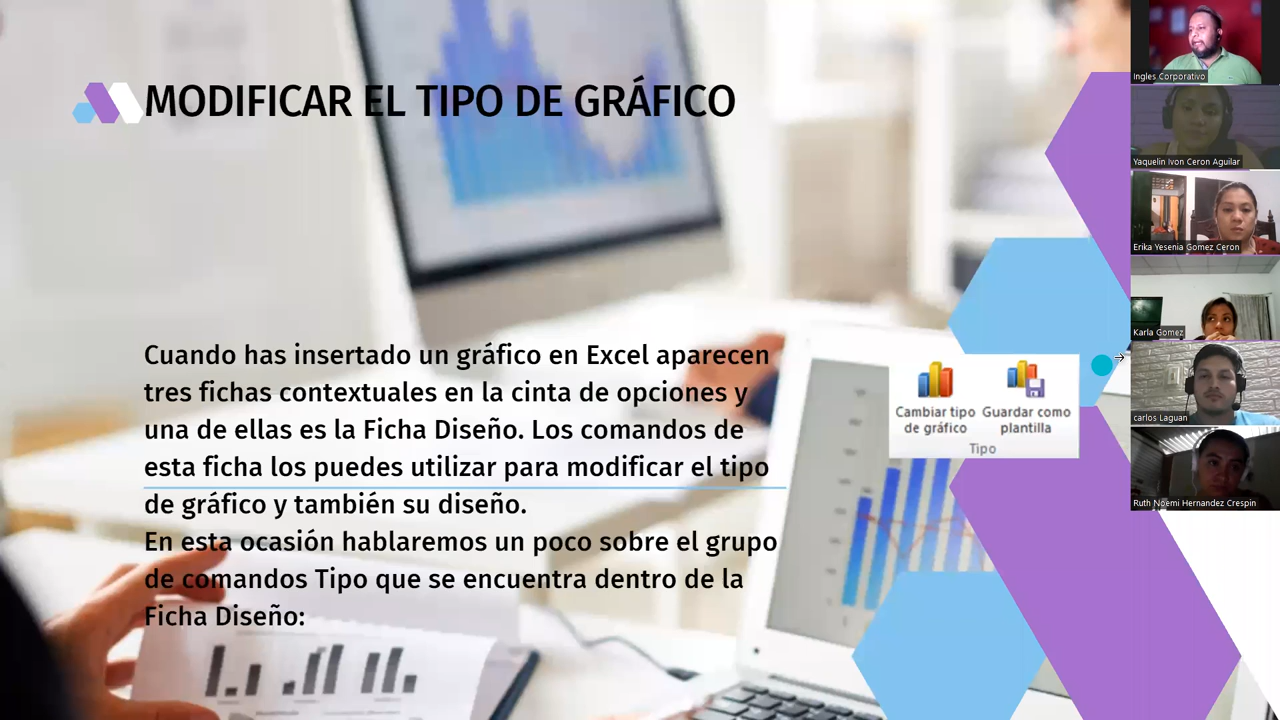 MODIFICAR EL TIPO DE GRÁFICO
Cuando has insertado un gráfico en Excel aparecen
tres fichas contextuales en la cinta de opciones y
una de ellas es la Ficha Diseño. Los comandos de
esta ficha los puedes utilizar para modificar el tipo
de gráfico y también su diseño.
En esta ocasión hablaremos un poco sobre el grupo
de comandos Tipo que se encuentra dentro de la
Ficha Diseño:
Cambiar tipo
de gráfico
Guardar como
plantilla
Tipo
Ingles Corporativo
Yaquelin Ivon Ceron Aguilar
Erika Yesenia Gomez Ceron
Karla Gomez
carlos Laguan
Ruth Noemi Hernandez Crespin